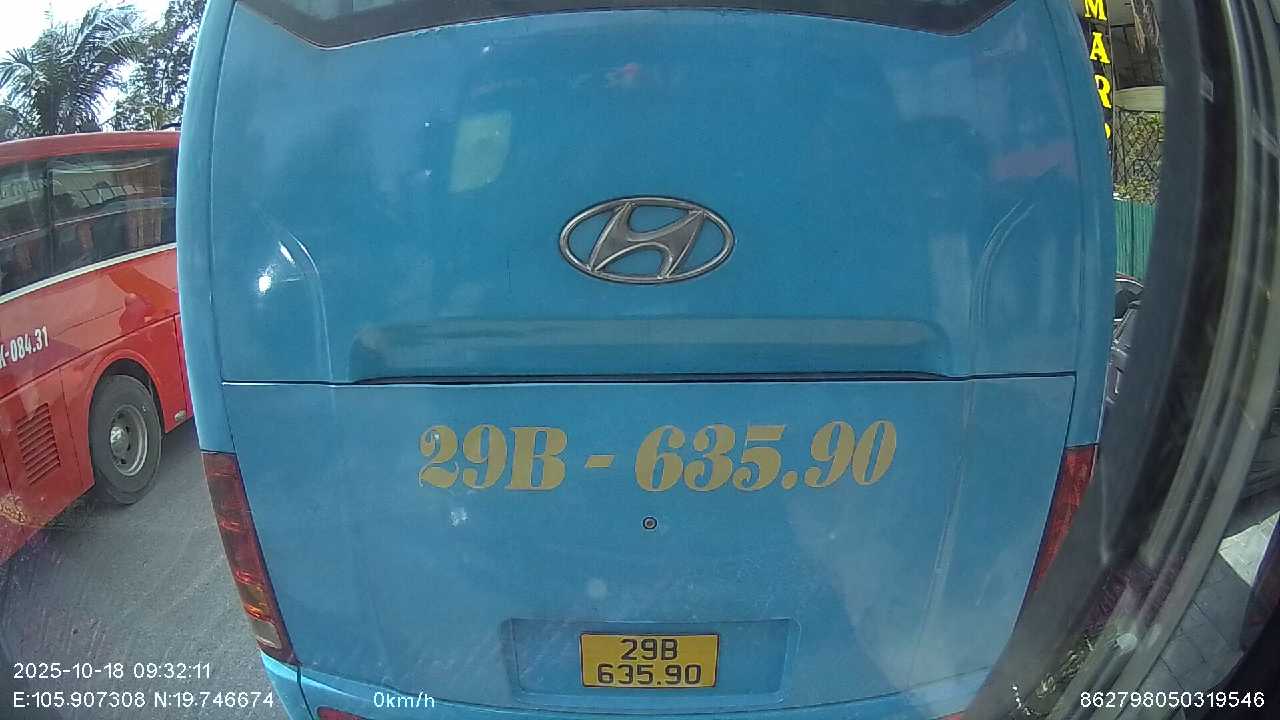 MAR
K-084.31
29B - 635.90
29B
635.90
2025-10-18 09:32:11
E:105.907308 N:19.746674
0km/h
862798050319546